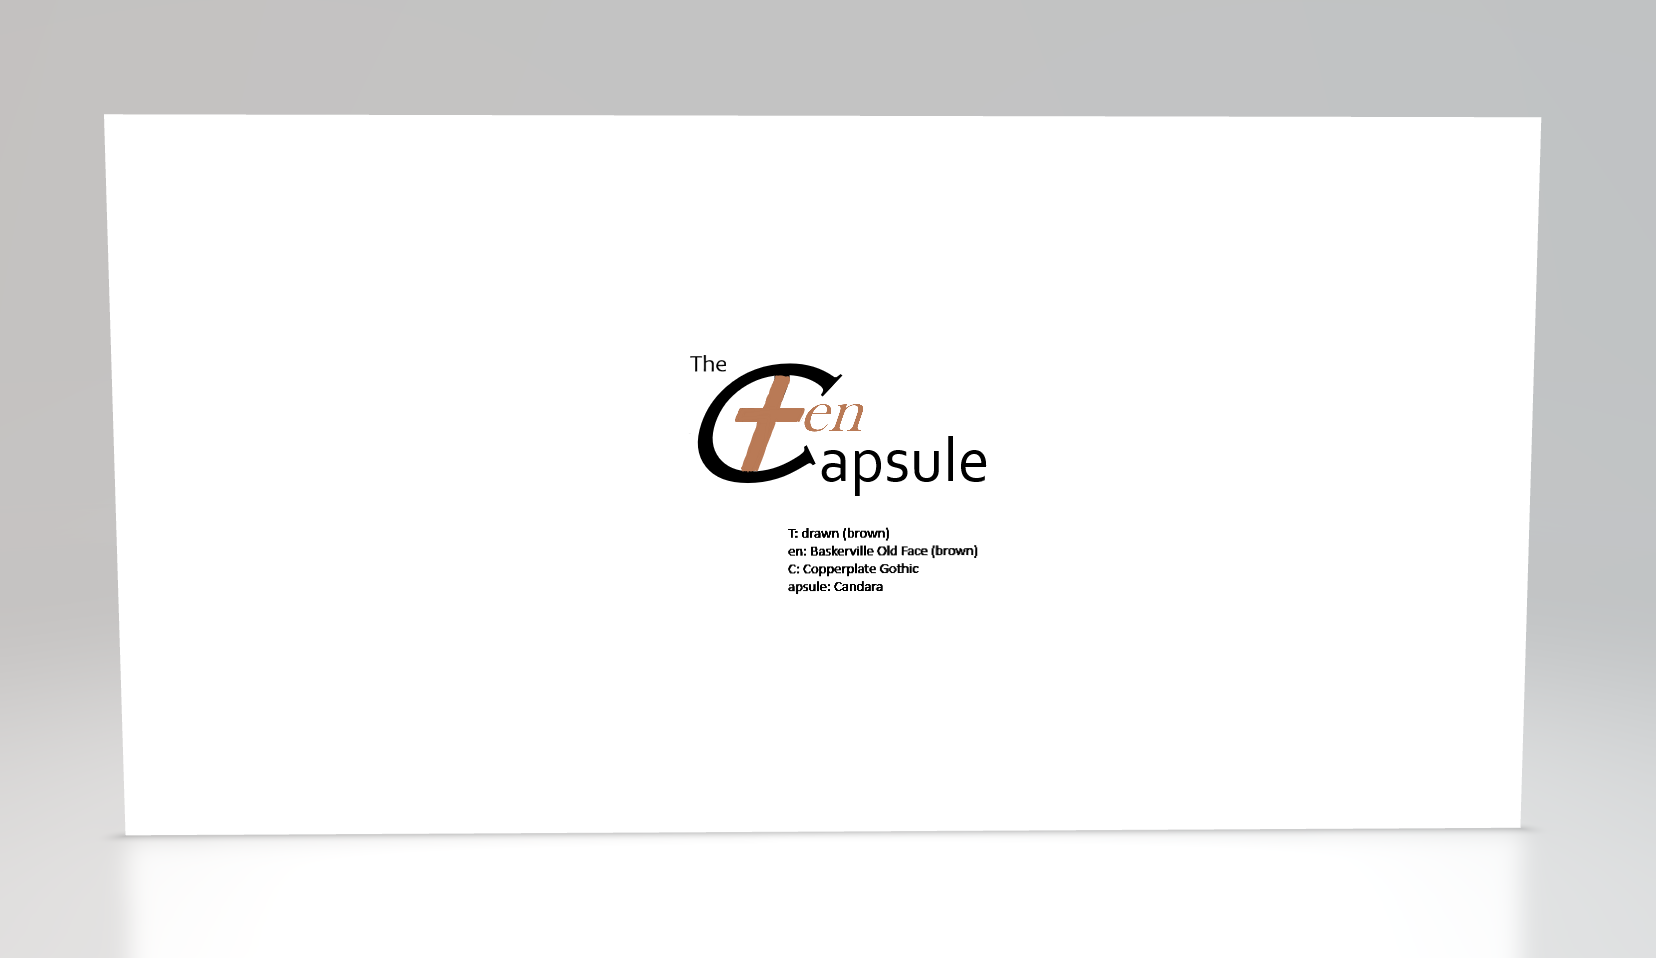 The
ten
Capsule
T: drawn (brown)
en: Baskerville Old Face (brown)
C: Copperplate Gothic
apsule: Candara